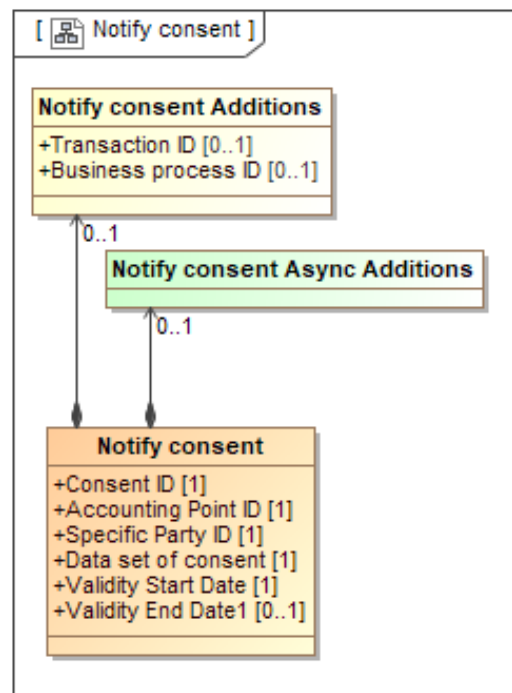 [ Notify consent ]
Notify consent Additions
+Transaction ID [0..1]
+Business process ID [0..1]
0..1
Notify consent Async Additions
0..1
Notify consent
+Consent ID [1]
+Accounting Point ID [1]
+Specific Party ID [1]
+Data set of consent [1]
+Validity Start Date [1]
+Validity End Date1 [0..1]